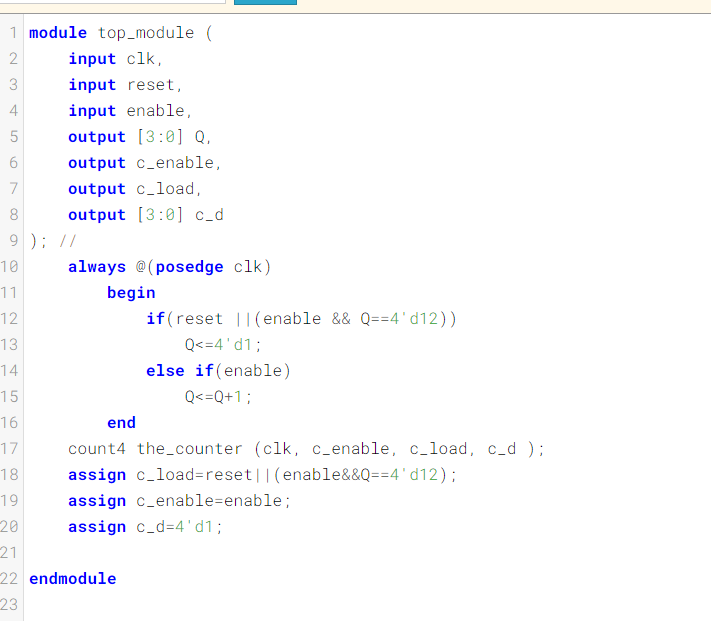 1 module top_module (
2     input clk,
3     input reset,
4     input enable,
5     output [3:0] Q,
6     output c_enable,
7     output c_load,
8     output [3:0] c_d
9 ); //
10     always @(posedge clk)
11         begin
12             if(reset ||(enable && Q==4'd12))
13                 Q<=4'd1;
14             else if(enable)
15                 Q<=Q+1;
16         end
17     count4 the_counter (clk, c_enable, c_load, c_d );
18     assign c_load=reset||(enable&&Q==4'd12);
19     assign c_enable=enable;
20     assign c_d=4'd1;
21
22 endmodule
23